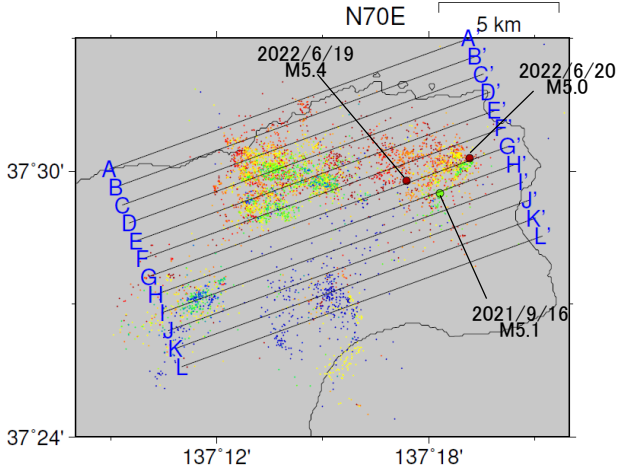 N70E
5 km
2022/6/19
M5.4
2022/6/20
M5.0
A'
B'
C'
D'
E'
F'
G'
H'
I'
J'
K'
L'
37°30'
A
B
C
D
E
F
G
H
I
J
K
L
2021/9/16
M5.1
37°24'
137°12'
137°18'